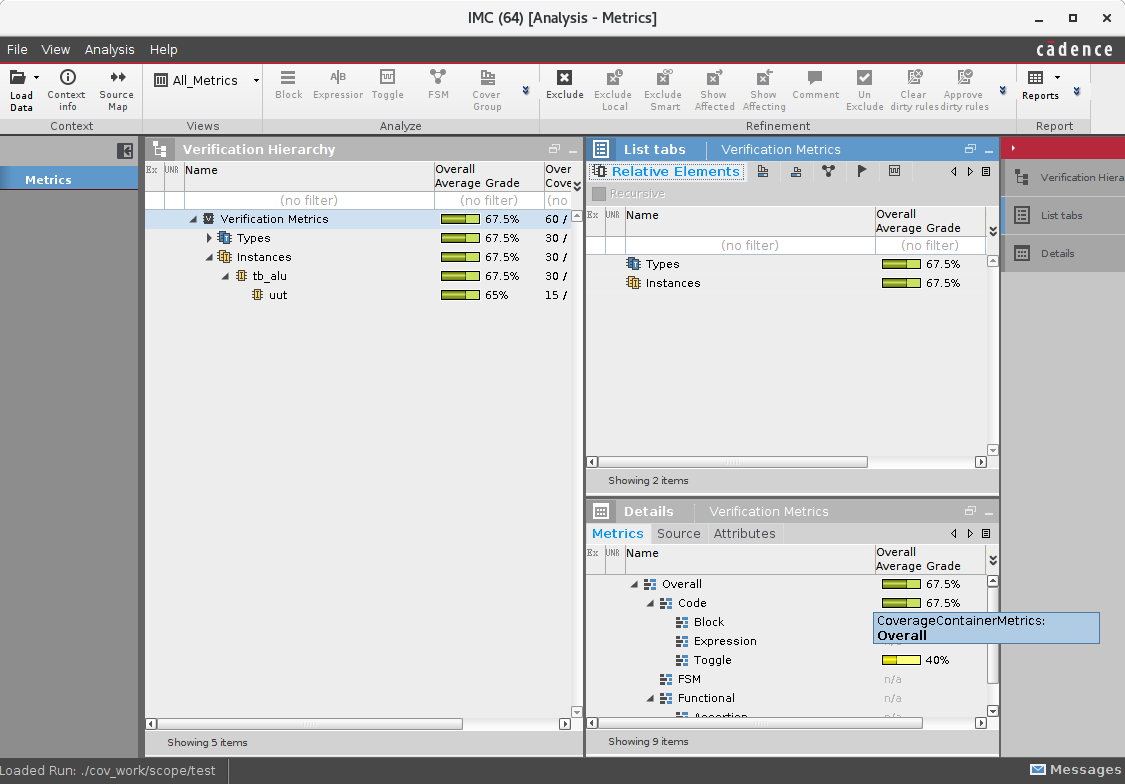 IMC (64) [Analysis - Metrics]
File View Analysis Help
cādence
Load Data
Context info
Source Map
All_Metrics
Block
Expression
Toggle
FSM
Cover Group
Exclude
Exclude Local
Exclude Smart
Show Affected
Show Affecting
Comment
Un Exclude
Clear dirty rules
Approve dirty rules
Reports
Context
Views
Analyze
Refinement
Report
Metrics
Verification Hierarchy
Ex UNR Name Overall Average Grade Over Cove
(no filter) (no filter) (no
Verification Metrics 67.5% 60 /
Types 67.5% 30 /
Instances 67.5% 30 /
tb_alu 67.5% 30 /
uut 65% 15 /
Showing 5 items
List tabs Verification Metrics
Relative Elements
Recursive
Ex UNR Name Overall Average Grade
(no filter) (no filter)
Types 67.5%
Instances 67.5%
Showing 2 items
Details Verification Metrics
Metrics Source Attributes
Ex UNR Name Overall Average Grade
Overall 67.5%
Code 67.5%
Block
Expression
Toggle 40%
FSM n/a
Functional n/a
CoverageContainerMetrics:
Overall
Showing 9 items
Verification Hiera
List tabs
Details
Loaded Run: ./cov_work/scope/test
Messages